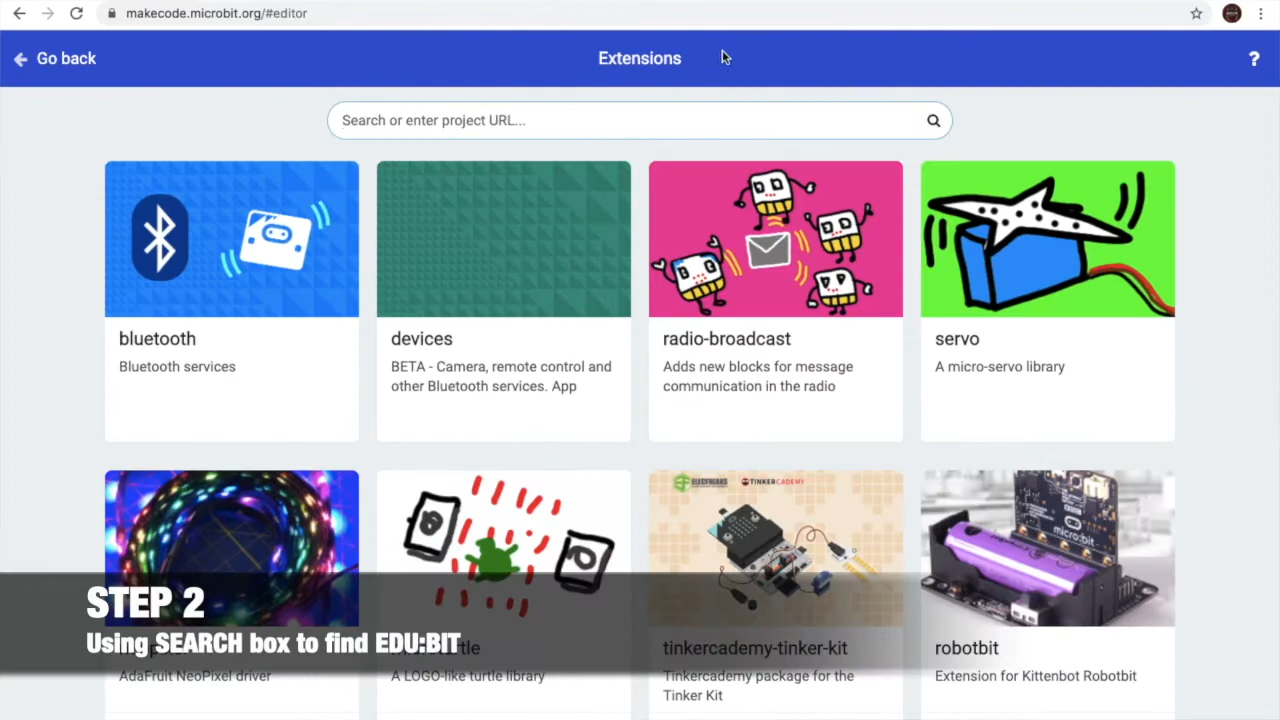 makecode.microbit.org/#editor
Go back
Extensions
?
Search or enter project URL...
bluetooth
Bluetooth services
devices
BETA - Camera, remote control and
other Bluetooth services. App
radio-broadcast
Adds new blocks for message
communication in the radio
servo
A micro-servo library
ELECFREAKS
TINKERCADEMY
micro:bit
STEP 2
Using SEARCH box to find EDU:BIT
AdaFruit NeoPixel driver
A LOGO-like turtle library
tinkercademy-tinker-kit
Tinkercademy package for the
Tinker Kit
robotbit
Extension for Kittenbot Robotbit